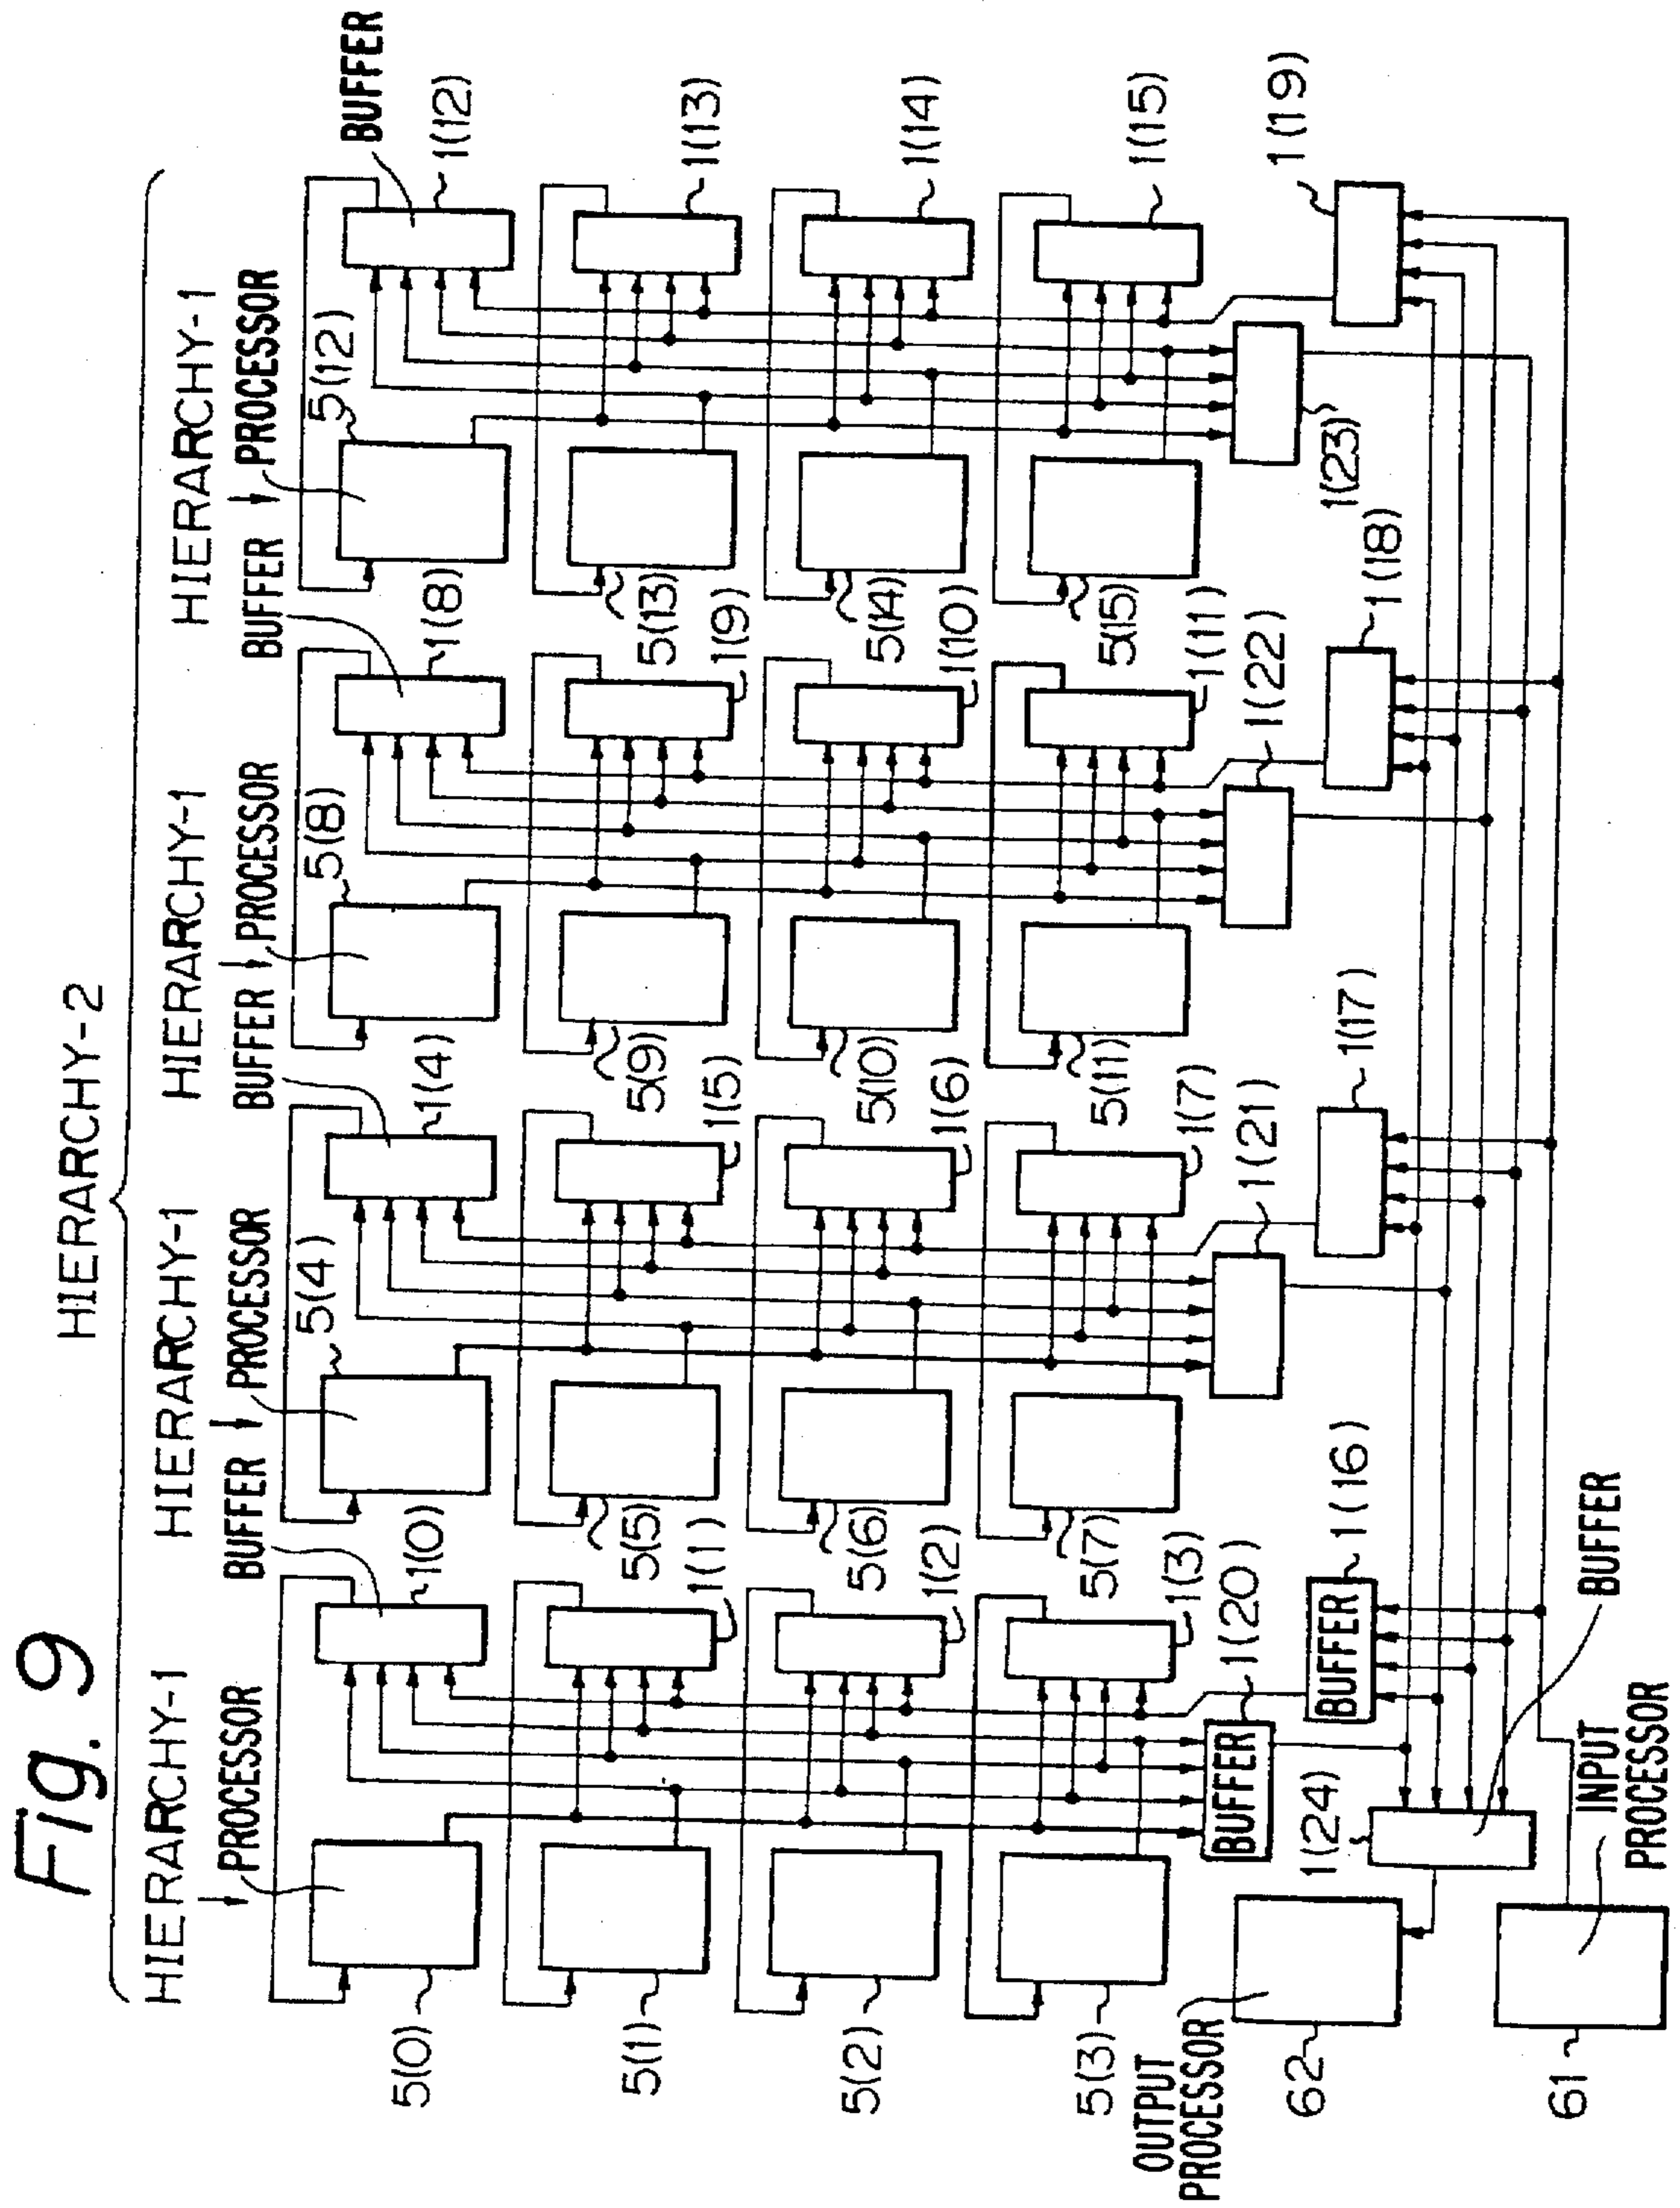 Fig. 9
HIERARCHY-2
HIERARCHY-1
HIERARCHY-1
HIERARCHY-1
HIERARCHY-1
PROCESSOR
BUFFER
PROCESSOR
BUFFER
PROCESSOR
BUFFER
PROCESSOR
BUFFER
5(0)
1(0)
5(4)
1(4)
5(8)
1(8)
5(12)
1(12)
5(1)
1(1)
5(5)
1(5)
5(9)
1(9)
5(13)
1(13)
5(2)
1(2)
5(6)
1(6)
5(10)
1(10)
5(14)
1(14)
5(3)
1(3)
5(7)
1(7)
5(11)
1(11)
5(15)
1(15)
OUTPUT
PROCESSOR
BUFFER
1(20)
1(21)
1(22)
1(23)
62
1(24)
BUFFER
1(16)
1(17)
1(18)
1(19)
61
INPUT
PROCESSOR
BUFFER